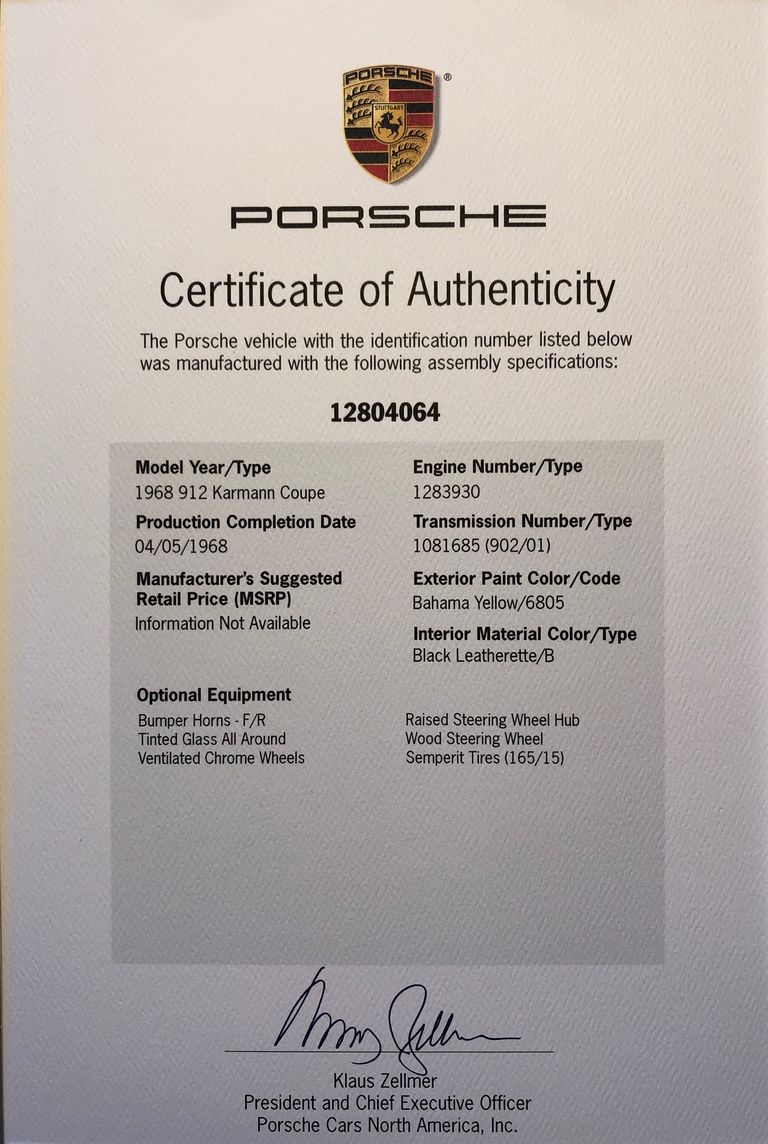 PORSCHE
®
STUTTGART
PORSCHE
Certificate of Authenticity
The Porsche vehicle with the identification number listed below
was manufactured with the following assembly specifications:
12804064
Model Year/Type
1968 912 Karmann Coupe
Production Completion Date
04/05/1968
Manufacturer's Suggested
Retail Price (MSRP)
Information Not Available
Engine Number/Type
1283930
Transmission Number/Type
1081685 (902/01)
Exterior Paint Color/Code
Bahama Yellow/6805
Interior Material Color/Type
Black Leatherette/B
Optional Equipment
Bumper Horns - F/R
Tinted Glass All Around
Ventilated Chrome Wheels
Raised Steering Wheel Hub
Wood Steering Wheel
Semperit Tires (165/15)
Klaus Zellmer
President and Chief Executive Officer
Porsche Cars North America, Inc.